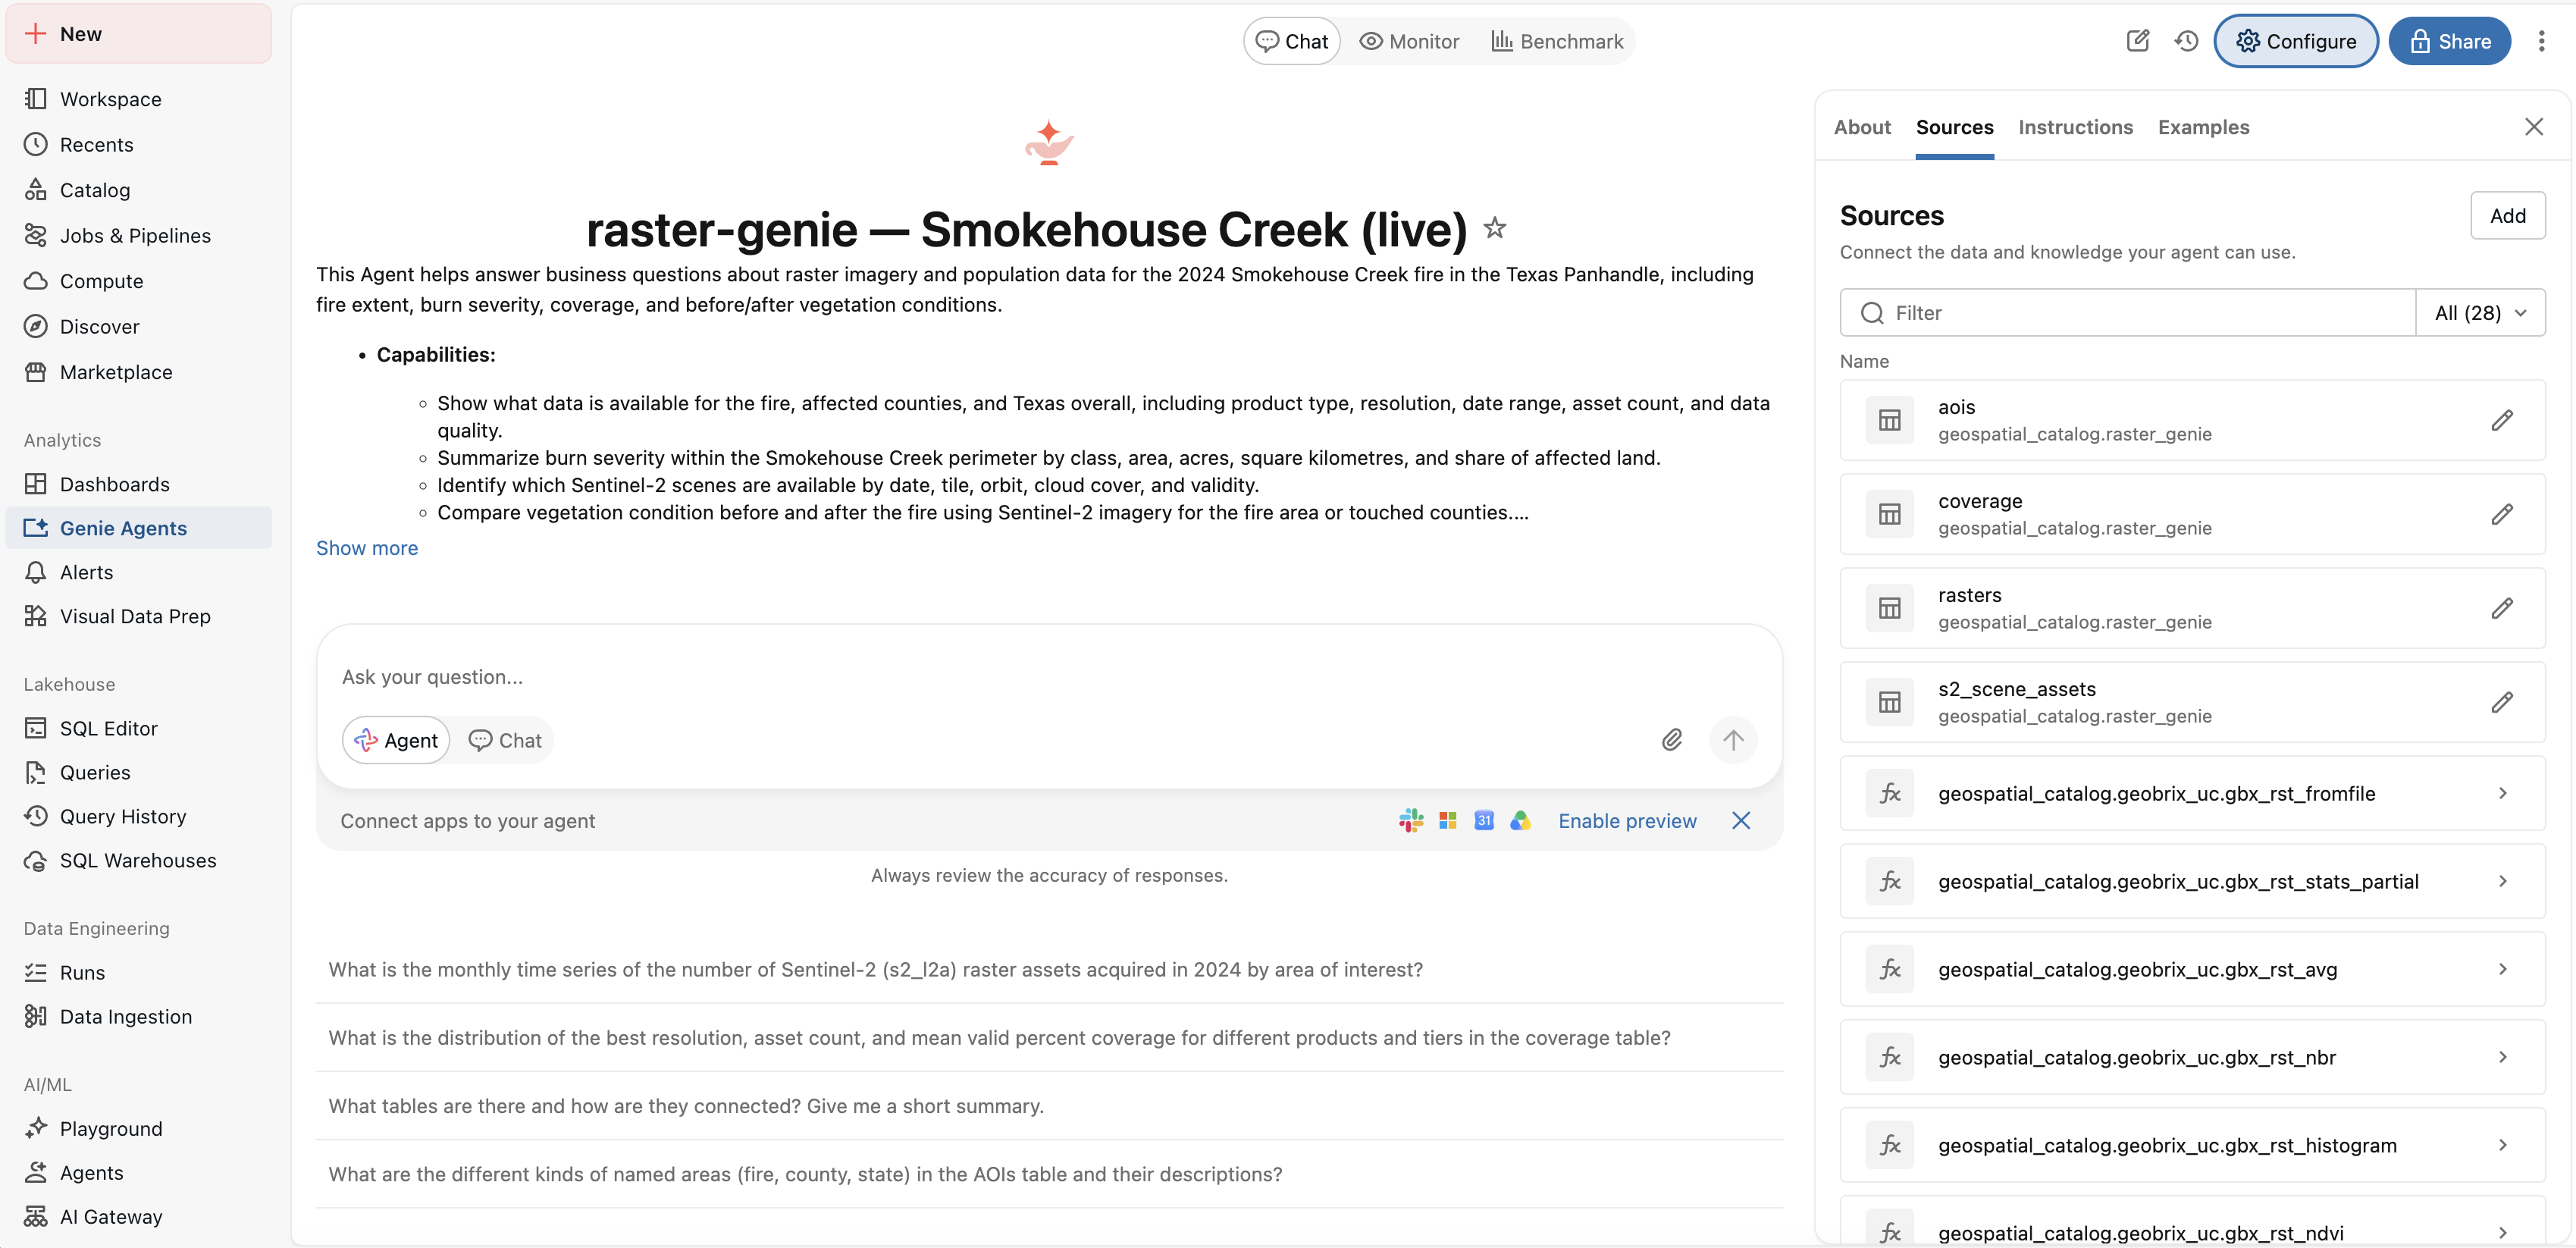 New
Workspace
Recents
Catalog
Jobs & Pipelines
Compute
Discover
Marketplace
Analytics
Dashboards
Genie Agents
Alerts
Visual Data Prep
Lakehouse
SQL Editor
Queries
Query History
SQL Warehouses
Data Engineering
Runs
Data Ingestion
AI/ML
Playground
Agents
AI Gateway
Chat
Monitor
Benchmark
Configure
Share
raster-genie — Smokehouse Creek (live)
This Agent helps answer business questions about raster imagery and population data for the 2024 Smokehouse Creek fire in the Texas Panhandle, including
fire extent, burn severity, coverage, and before/after vegetation conditions.
• Capabilities:
◦ Show what data is available for the fire, affected counties, and Texas overall, including product type, resolution, date range, asset count, and data
quality.
◦ Summarize burn severity within the Smokehouse Creek perimeter by class, area, acres, square kilometres, and share of affected land.
◦ Identify which Sentinel-2 scenes are available by date, tile, orbit, cloud cover, and validity.
◦ Compare vegetation condition before and after the fire using Sentinel-2 imagery for the fire area or touched counties....
Show more
Ask your question...
Agent
Chat
Connect apps to your agent
31
Enable preview
Always review the accuracy of responses.
What is the monthly time series of the number of Sentinel-2 (s2_l2a) raster assets acquired in 2024 by area of interest?
What is the distribution of the best resolution, asset count, and mean valid percent coverage for different products and tiers in the coverage table?
What tables are there and how are they connected? Give me a short summary.
What are the different kinds of named areas (fire, county, state) in the AOIs table and their descriptions?
About
Sources
Instructions
Examples
Sources
Add
Connect the data and knowledge your agent can use.
Filter
All (28)
Name
aois
geospatial_catalog.raster_genie
coverage
geospatial_catalog.raster_genie
rasters
geospatial_catalog.raster_genie
s2_scene_assets
geospatial_catalog.raster_genie
fx geospatial_catalog.geobrix_uc.gbx_rst_fromfile
fx geospatial_catalog.geobrix_uc.gbx_rst_stats_partial
fx geospatial_catalog.geobrix_uc.gbx_rst_avg
fx geospatial_catalog.geobrix_uc.gbx_rst_nbr
fx geospatial_catalog.geobrix_uc.gbx_rst_histogram
fx geospatial_catalog.geobrix_uc.gbx_rst_ndvi